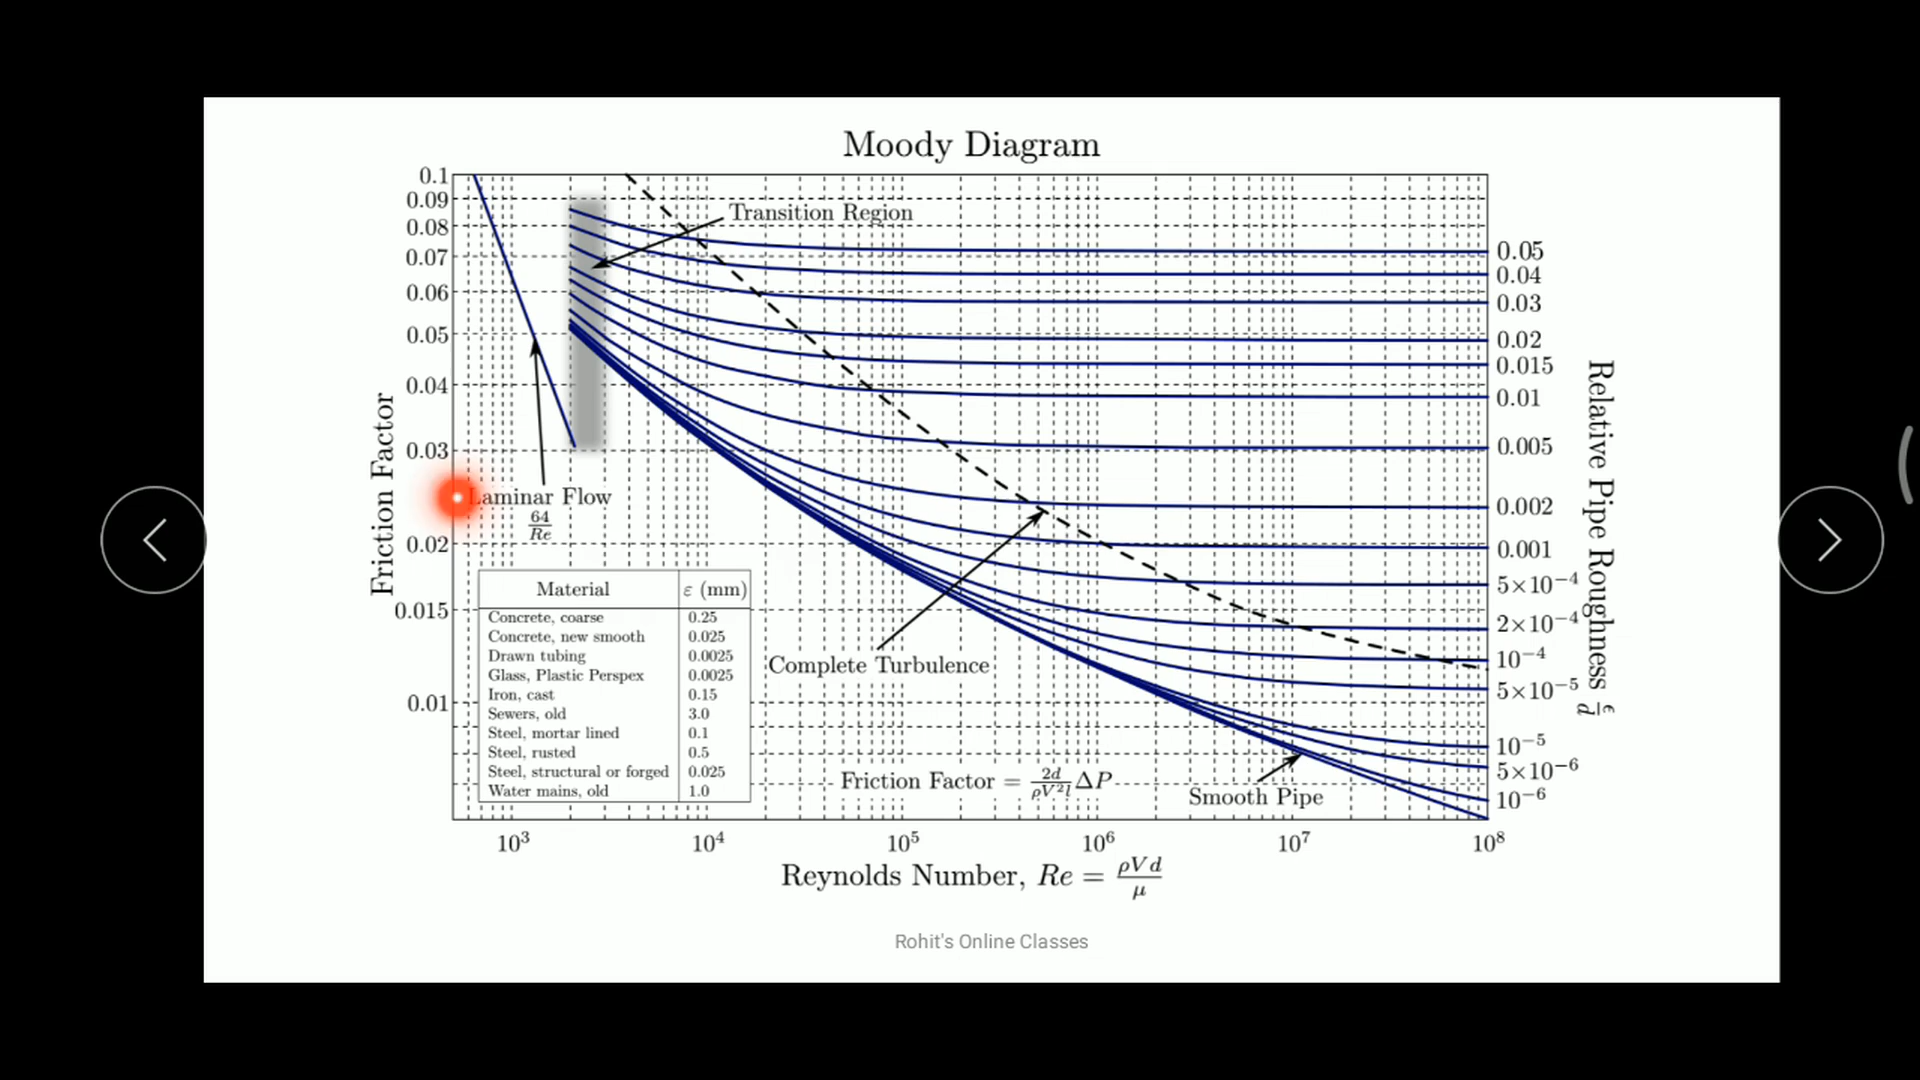 Moody Diagram
0.1
0.09
0.08
0.07
0.06
0.05
0.04
0.03
0.02
0.015
0.01
Friction Factor
Transition Region
Laminar Flow
64
Re
Complete Turbulence
Smooth Pipe
Friction Factor = 2d/ρV²l ΔP
Material ε (mm)
Concrete, coarse 0.25
Concrete, new smooth 0.025
Drawn tubing 0.0025
Glass, Plastic Perspex 0.0025
Iron, cast 0.15
Sewers, old 3.0
Steel, mortar lined 0.1
Steel, rusted 0.5
Steel, structural or forged 0.025
Water mains, old 1.0
0.05
0.04
0.03
0.02
0.015
0.01
0.005
0.002
0.001
5×10⁻⁴
2×10⁻⁴
10⁻⁴
5×10⁻⁵
10⁻⁵
5×10⁻⁶
10⁻⁶
Relative Pipe Roughness ϵ/d
10³ 10⁴ 10⁵ 10⁶ 10⁷ 10⁸
Reynolds Number, Re = ρVd/μ
Rohit's Online Classes